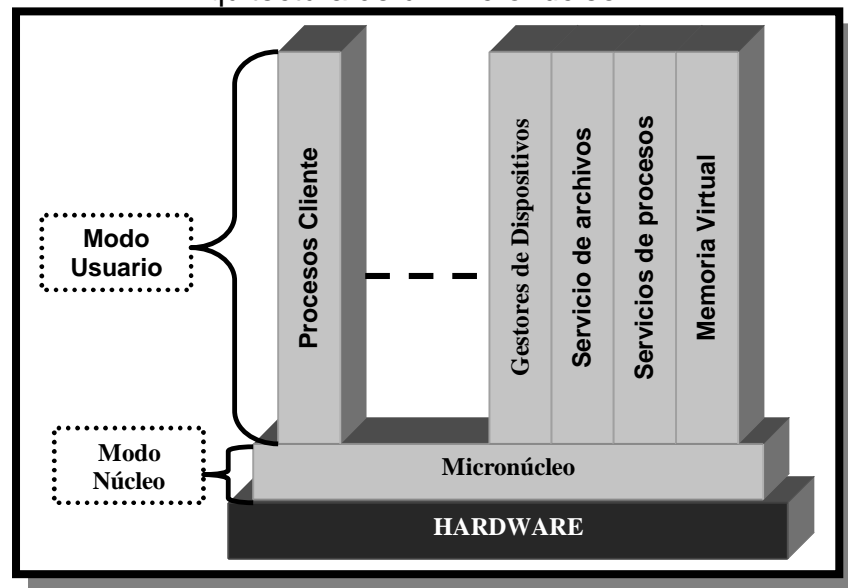 Procesos Cliente
Gestores de Dispositivos
Servicio de archivos
Servicios de procesos
Memoria Virtual
Modo
Usuario
Modo
Núcleo
Micronúcleo
HARDWARE